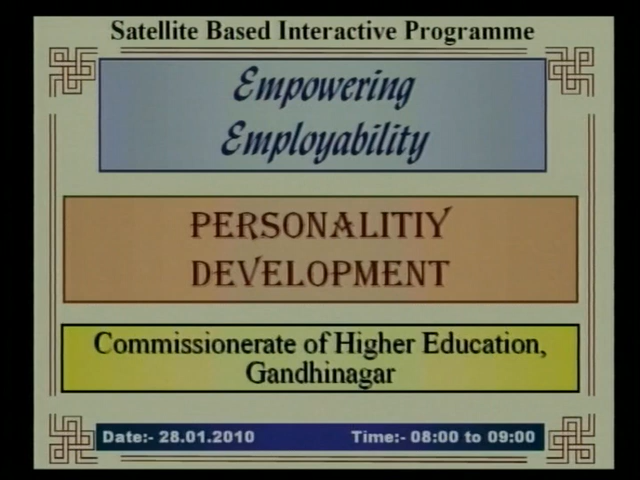 Satellite Based Interactive Programme
Empowering
Employability
PERSONALITIY
DEVELOPMENT
Commissionerate of Higher Education,
Gandhinagar
Date:- 28.01.2010 Time:- 08:00 to 09:00